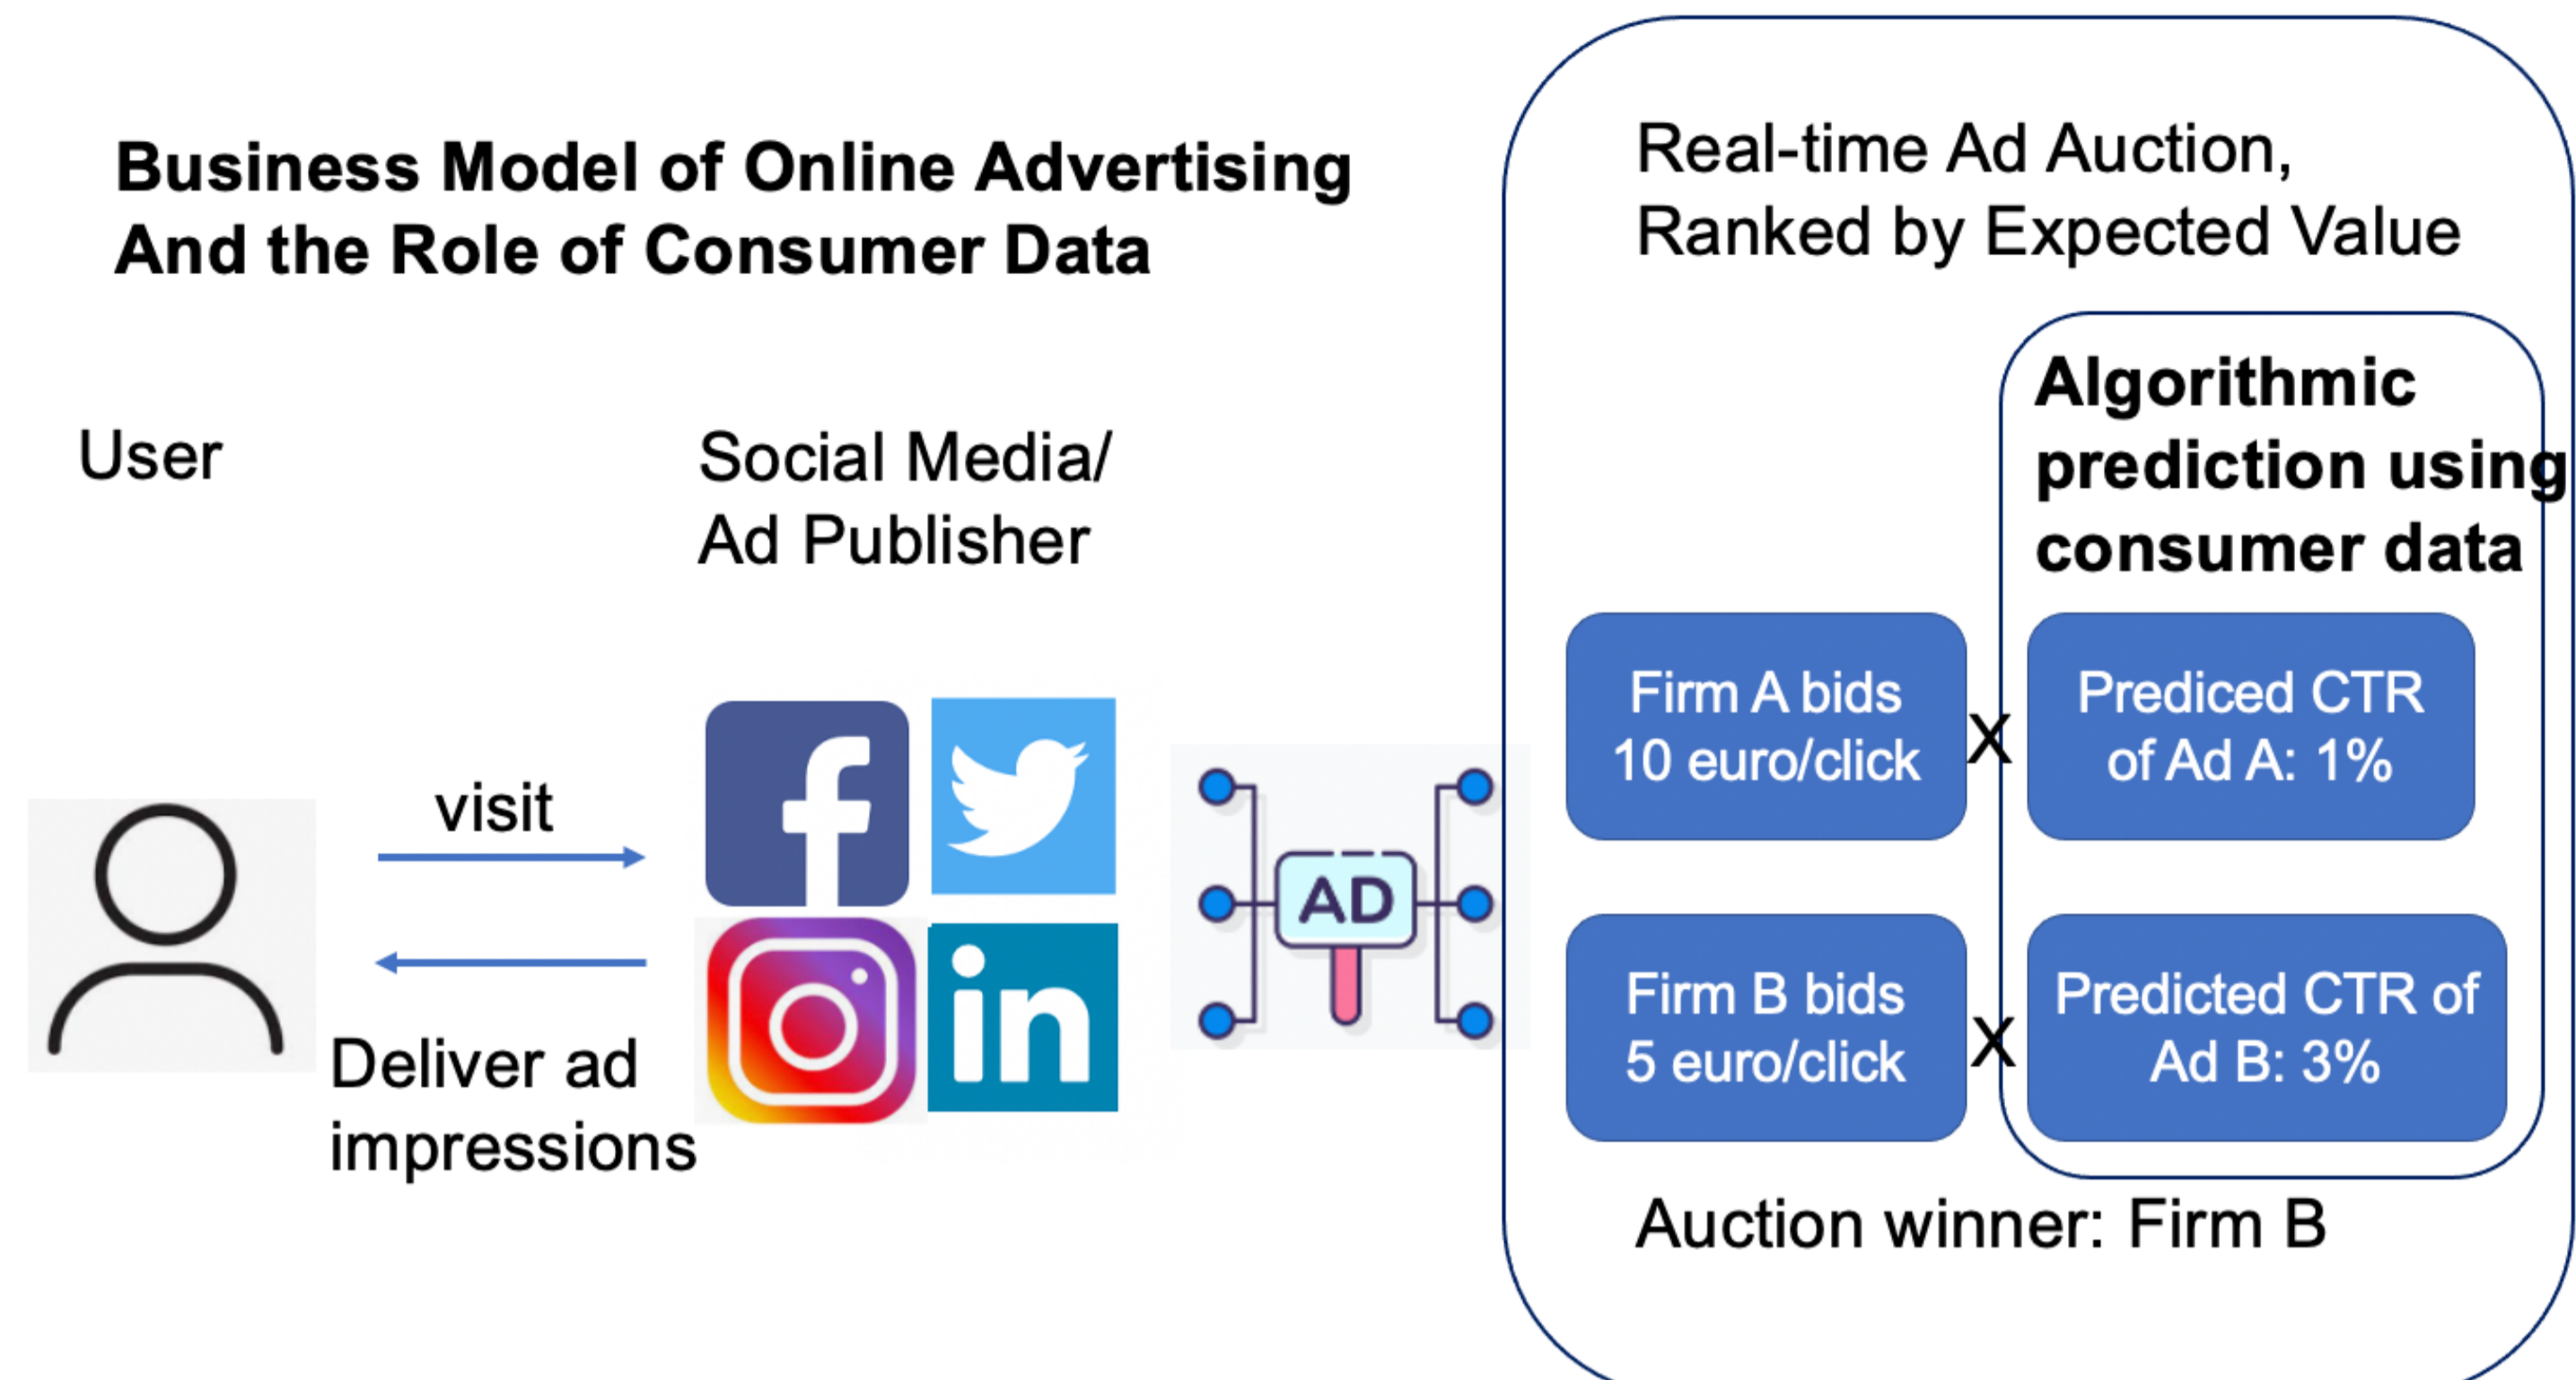 Business Model of Online Advertising
And the Role of Consumer Data
User
Social Media/
Ad Publisher
visit
Deliver ad
impressions
f
in
AD
Real-time Ad Auction,
Ranked by Expected Value
Algorithmic
prediction using
consumer data
Firm A bids
10 euro/click
X
Prediced CTR
of Ad A: 1%
Firm B bids
5 euro/click
X
Predicted CTR of
Ad B: 3%
Auction winner: Firm B